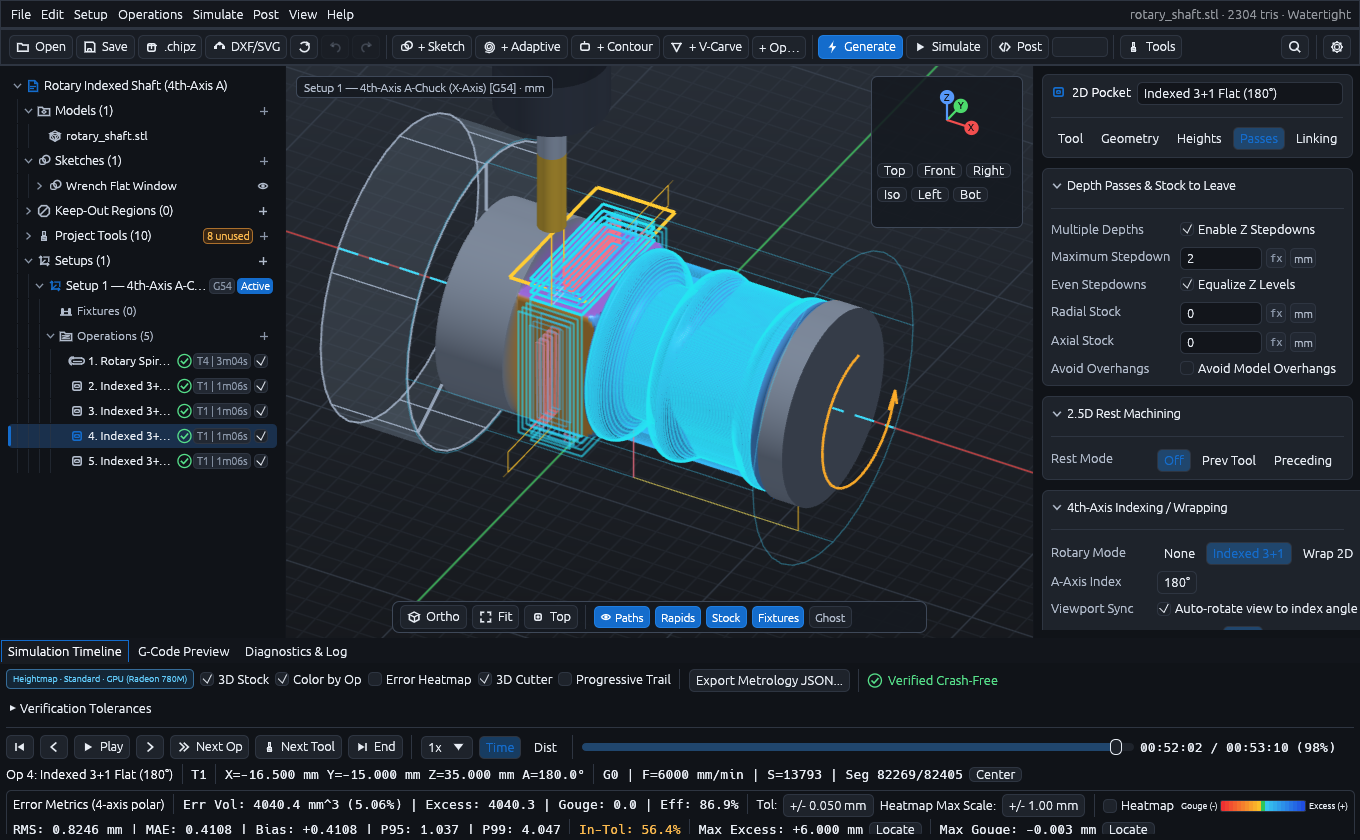 File Edit Setup Operations Simulate Post View Help
rotary_shaft.stl · 2304 tris · Watertight
Open Save .chipz DXF/SVG + Sketch + Adaptive + Contour + V-Carve + Op... Generate Simulate Post Tools
Rotary Indexed Shaft (4th-Axis A)
Models (1) +
rotary_shaft.stl
Sketches (1) +
Wrench Flat Window
Keep-Out Regions (0) +
Project Tools (10) 8 unused +
Setups (1) +
Setup 1 — 4th-Axis A-C... G54 Active
Fixtures (0)
Operations (5) +
1. Rotary Spir... T4 | 3m04s
2. Indexed 3+... T1 | 1m06s
3. Indexed 3+... T1 | 1m06s
4. Indexed 3+... T1 | 1m06s
5. Indexed 3+... T1 | 1m06s
Setup 1 — 4th-Axis A-Chuck (X-Axis) [G54] · mm
Z
Y
X
Top Front Right
Iso Left Bot
Ortho Fit Top Paths Rapids Stock Fixtures Ghost
2D Pocket Indexed 3+1 Flat (180°)
Tool Geometry Heights Passes Linking
Depth Passes & Stock to Leave
Multiple Depths Enable Z Stepdowns
Maximum Stepdown 2 fx mm
Even Stepdowns Equalize Z Levels
Radial Stock 0 fx mm
Axial Stock 0 fx mm
Avoid Overhangs Avoid Model Overhangs
2.5D Rest Machining
Rest Mode Off Prev Tool Preceding
4th-Axis Indexing / Wrapping
Rotary Mode None Indexed 3+1 Wrap 2D
A-Axis Index 180°
Viewport Sync Auto-rotate view to index angle
Simulation Timeline G-Code Preview Diagnostics & Log
Heightmap · Standard · GPU (Radeon 780M) 3D Stock Color by Op Error Heatmap 3D Cutter Progressive Trail Export Metrology JSON... Verified Crash-Free
Verification Tolerances
Play Next Op Next Tool End 1x Time Dist 00:52:02 / 00:53:10 (98%)
Op 4: Indexed 3+1 Flat (180°) T1 X=-16.500 mm Y=-15.000 mm Z=35.000 mm A=180.0° G0 | F=6000 mm/min | S=13793 | Seg 82269/82405 Center
Error Metrics (4-axis polar) Err Vol: 4040.4 mm^3 (5.06%) | Excess: 4040.3 | Gouge: 0.0 | Eff: 86.9% Tol: +/- 0.050 mm Heatmap Max Scale: +/- 1.00 mm Heatmap Gouge (-) Excess (+)
RMS: 0.8246 mm | MAE: 0.4108 | Bias: +0.4108 | P95: 1.037 | P99: 4.047 In-Tol: 56.4% Max Excess: +6.000 mm Locate Max Gouge: -0.003 mm Locate